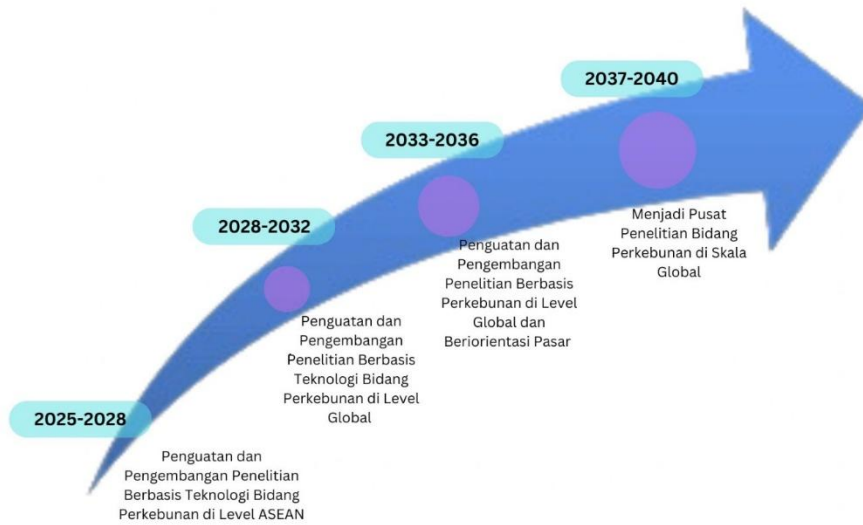 2037-2040
Menjadi Pusat
Penelitian Bidang
Perkebunan di Skala
Global
2033-2036
Penguatan dan
Pengembangan
Penelitian Berbasis
Perkebunan di Level
Global dan
Beriorientasi Pasar
2028-2032
Penguatan dan
Pengembangan
Penelitian Berbasis
Teknologi Bidang
Perkebunan di Level
Global
2025-2028
Penguatan dan
Pengembangan Penelitian
Berbasis Teknologi Bidang
Perkebunan di Level ASEAN